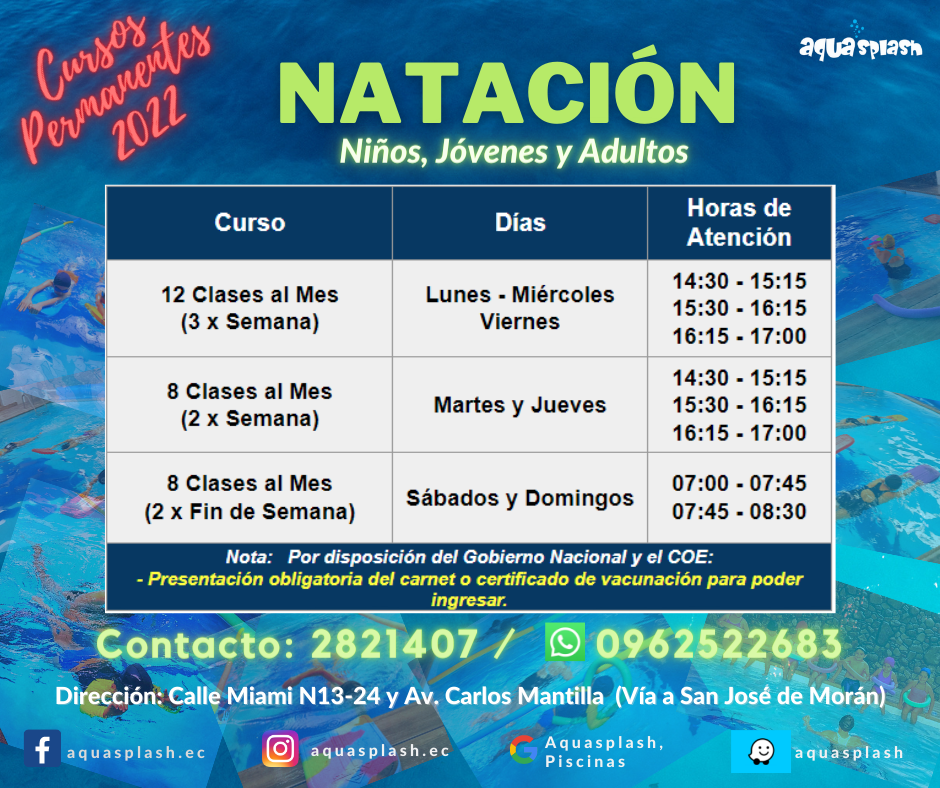 Cursos
Permanentes
2022
aquasplash
NATACIÓN
Niños, Jóvenes y Adultos
Curso
Días
Horas de
Atención
12 Clases al Mes
(3 x Semana)
Lunes - Miércoles
Viernes
14:30 - 15:15
15:30 - 16:15
16:15 - 17:00
8 Clases al Mes
(2 x Semana)
Martes y Jueves
14:30 - 15:15
15:30 - 16:15
16:15 - 17:00
8 Clases al Mes
(2 x Fin de Semana)
Sábados y Domingos
07:00 - 07:45
07:45 - 08:30
Nota: Por disposición del Gobierno Nacional y el COE:
- Presentación obligatoria del carnet o certificado de vacunación para poder
ingresar.
Contacto: 2821407 / 0962522683
Dirección: Calle Miami N13-24 y Av. Carlos Mantilla (Vía a San José de Morán)
aquasplash.ec
aquasplash.ec
Aquasplash,
Piscinas
aquasplash